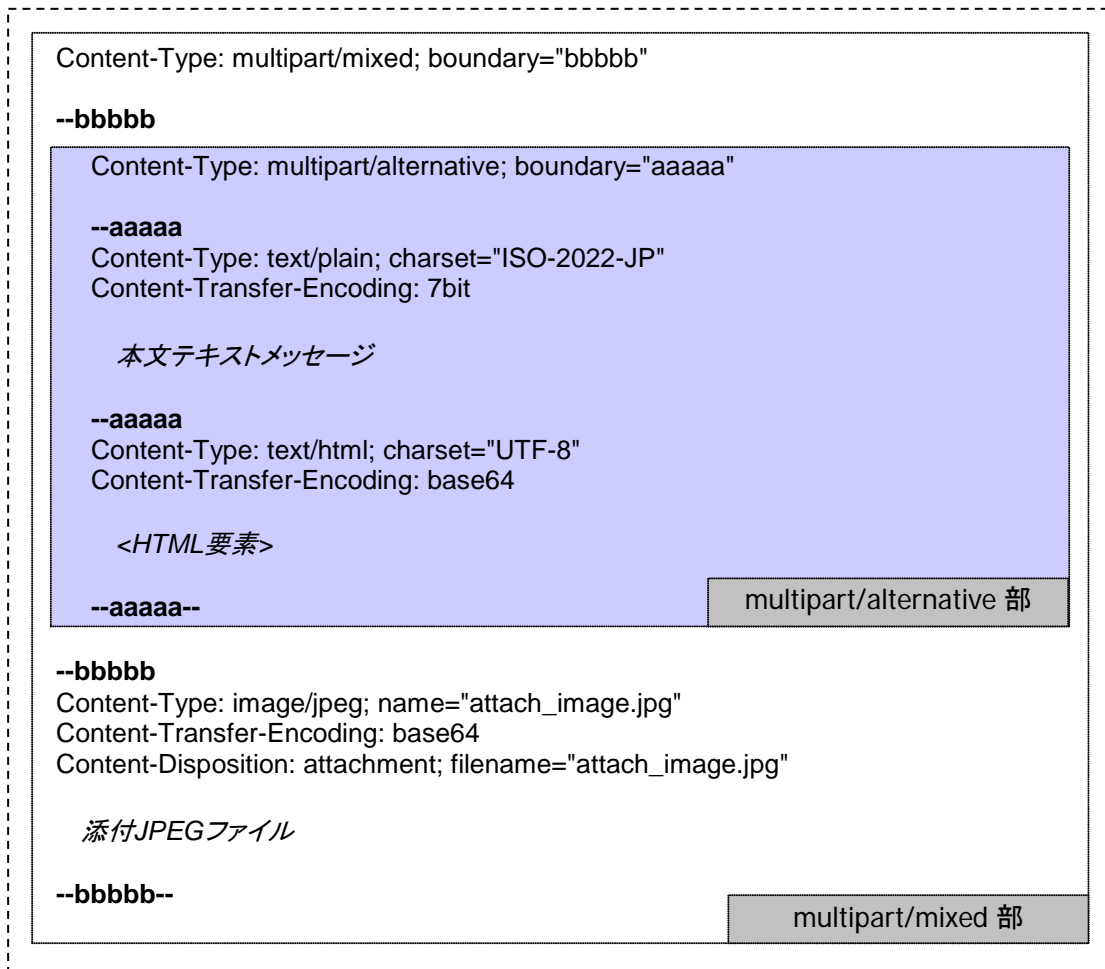 Content-Type: multipart/mixed; boundary="bbbbb"
--bbbbb
Content-Type: multipart/alternative; boundary="aaaaa"
--aaaaa
Content-Type: text/plain; charset="ISO-2022-JP"
Content-Transfer-Encoding: 7bit
本文テキストメッセージ
--aaaaa
Content-Type: text/html; charset="UTF-8"
Content-Transfer-Encoding: base64
<HTML要素>
--aaaaa--
multipart/alternative 部
--bbbbb
Content-Type: image/jpeg; name="attach_image.jpg"
Content-Transfer-Encoding: base64
Content-Disposition: attachment; filename="attach_image.jpg"
添付JPEGファイル
--bbbbb--
multipart/mixed 部